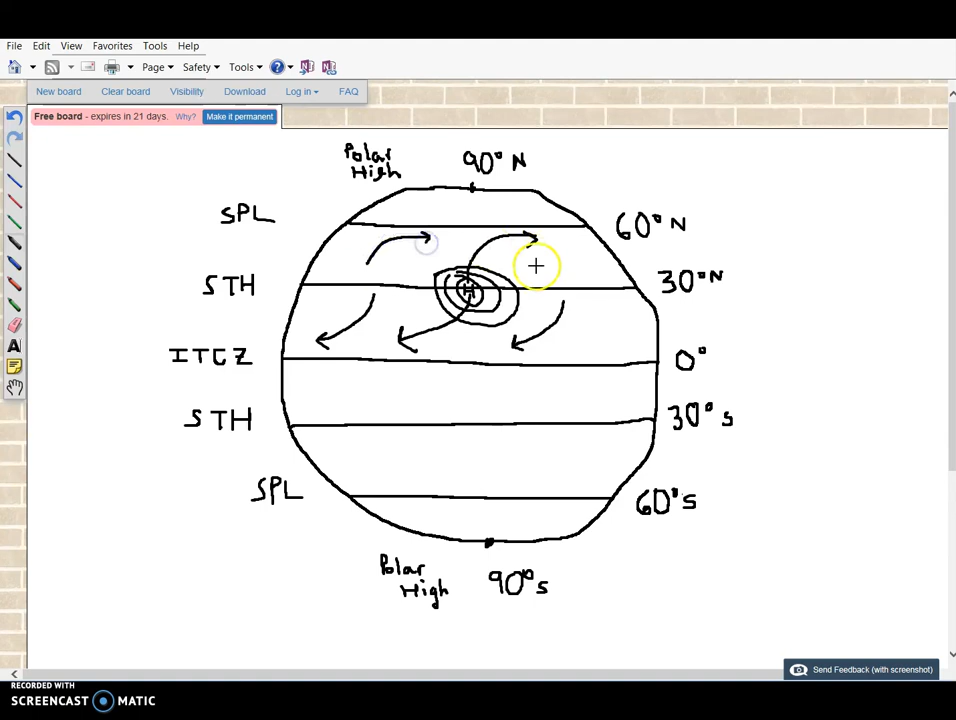 File Edit View Favorites Tools Help
Page Safety Tools ?
New board Clear board Visibility Download Log in FAQ
Free board - expires in 21 days. Why? Make it permanent
A
Polar
High
90° N
SPL
60° N
STH
H
30° N
ITCZ
0°
STH
30° S
SPL
60° S
Polar
High
90° S
Send Feedback (with screenshot)
RECORDED WITH
SCREENCAST MATIC